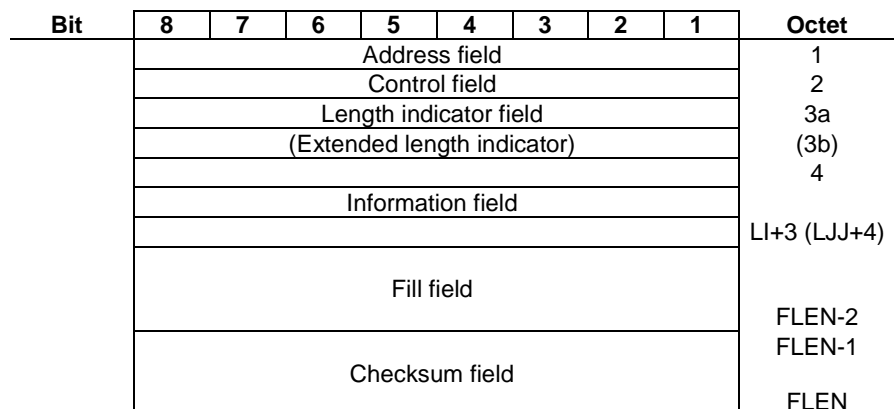 Bit 8 7 6 5 4 3 2 1 Octet
Address field 1
Control field 2
Length indicator field 3a
(Extended length indicator) (3b)
4
Information field
LI+3 (LJJ+4)
Fill field
FLEN-2
FLEN-1
Checksum field
FLEN